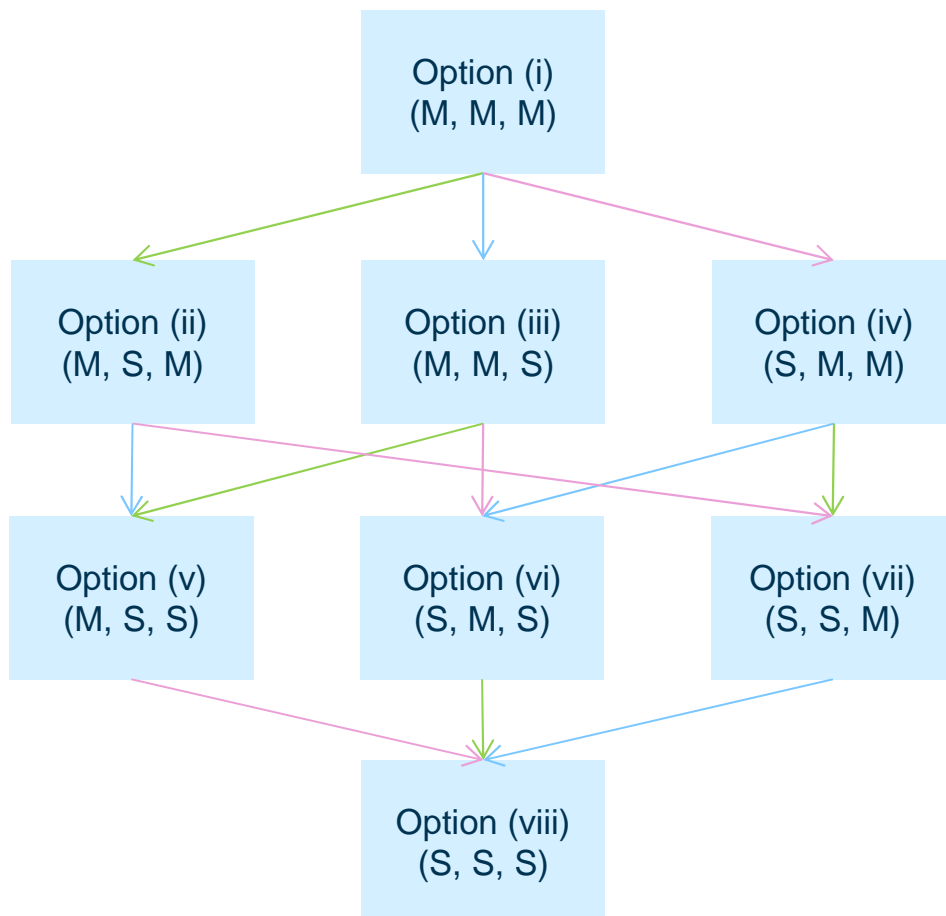 Option (i)
(M, M, M)
Option (ii)
(M, S, M)
Option (iii)
(M, M, S)
Option (iv)
(S, M, M)
Option (v)
(M, S, S)
Option (vi)
(S, M, S)
Option (vii)
(S, S, M)
Option (viii)
(S, S, S)